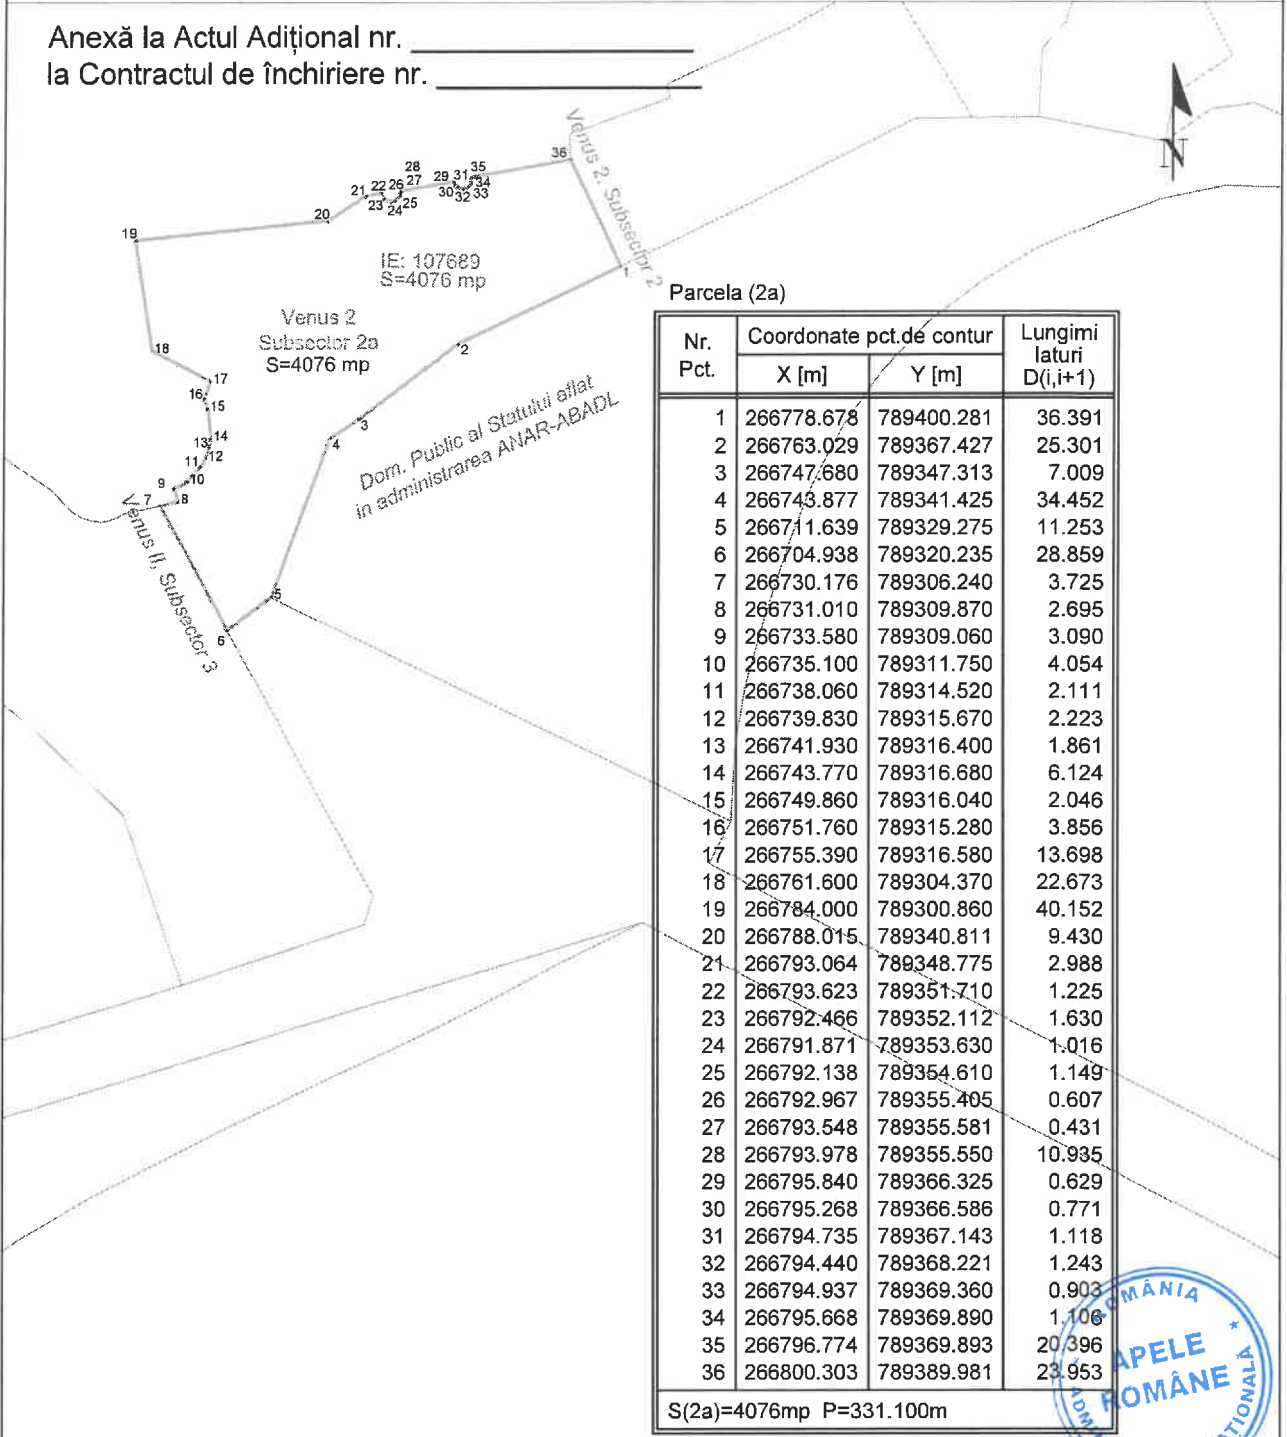 Anexă la Actul Adițional nr.
la Contractul de închiriere nr.
N
Venus 2. Subsector 2
36
35
28
31
34
29
27
26
30
32
33
22
21
23
24
25
20
19
IE: 107689
S=4076 mp
1
Venus 2
Subsector 2a
S=4076 mp
2
18
17
16
15
3
4
14
13
12
11
10
9
8
7
Dom. Public al Statului aflat
in administrarea ANAR-ABADL
Venus II, Subsector 3
5
6
Parcela (2a)
Nr. Pct. Coordonate pct.de contur Lungimi laturi D(i,i+1)
X [m] Y [m]
1 266778.678 789400.281 36.391
2 266763.029 789367.427 25.301
3 266747.680 789347.313 7.009
4 266743.877 789341.425 34.452
5 266711.639 789329.275 11.253
6 266704.938 789320.235 28.859
7 266730.176 789306.240 3.725
8 266731.010 789309.870 2.695
9 266733.580 789309.060 3.090
10 266735.100 789311.750 4.054
11 266738.060 789314.520 2.111
12 266739.830 789315.670 2.223
13 266741.930 789316.400 1.861
14 266743.770 789316.680 6.124
15 266749.860 789316.040 2.046
16 266751.760 789315.280 3.856
17 266755.390 789316.580 13.698
18 266761.600 789304.370 22.673
19 266784.000 789300.860 40.152
20 266788.015 789340.811 9.430
21 266793.064 789348.775 2.988
22 266793.623 789351.710 1.225
23 266792.466 789352.112 1.630
24 266791.871 789353.630 1.016
25 266792.138 789354.610 1.149
26 266792.967 789355.405 0.607
27 266793.548 789355.581 0.431
28 266793.978 789355.550 10.935
29 266795.840 789366.325 0.629
30 266795.268 789366.586 0.771
31 266794.735 789367.143 1.118
32 266794.440 789368.221 1.243
33 266794.937 789369.360 0.903
34 266795.668 789369.890 1.106
35 266796.774 789369.893 20.396
36 266800.303 789389.981 23.953
S(2a)=4076mp P=331.100m
ROMÂNIA
APELE
ROMÂNE